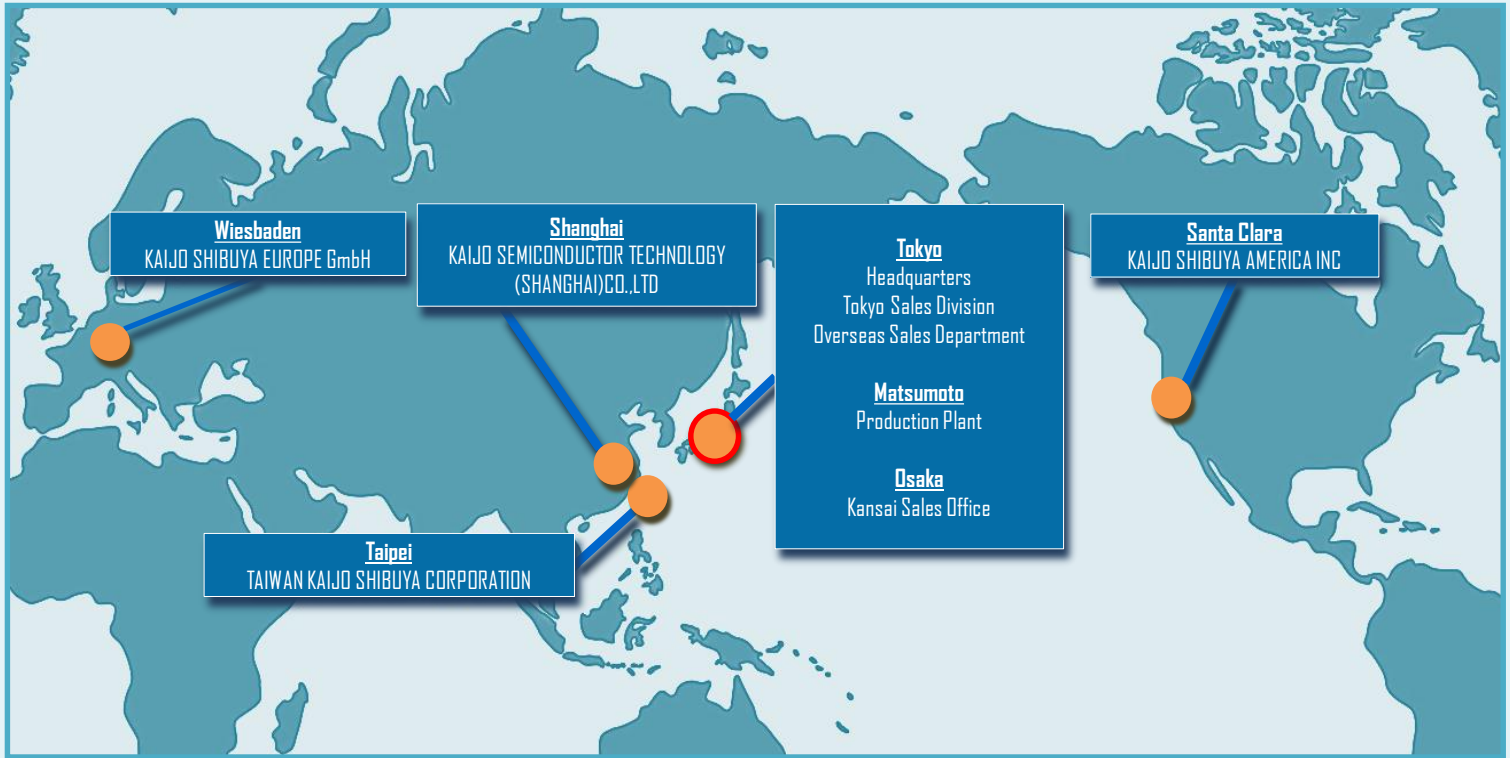 Wiesbaden
KAIJO SHIBUYA EUROPE GmbH
Shanghai
KAIJO SEMICONDUCTOR TECHNOLOGY
(SHANGHAI)CO.,LTD
Tokyo
Headquarters
Tokyo Sales Division
Overseas Sales Department
Matsumoto
Production Plant
Osaka
Kansai Sales Office
Santa Clara
KAIJO SHIBUYA AMERICA INC
Taipei
TAIWAN KAIJO SHIBUYA CORPORATION